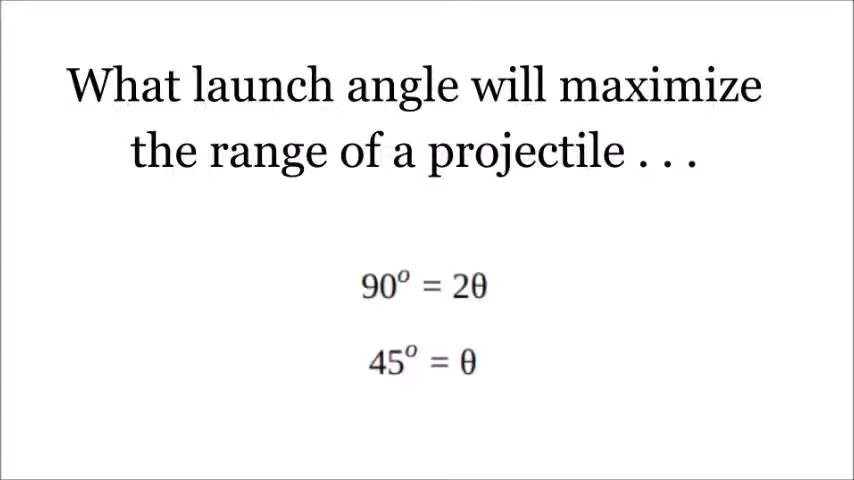 What launch angle will maximize
the range of a projectile . . .
90° = 2θ
45° = θ